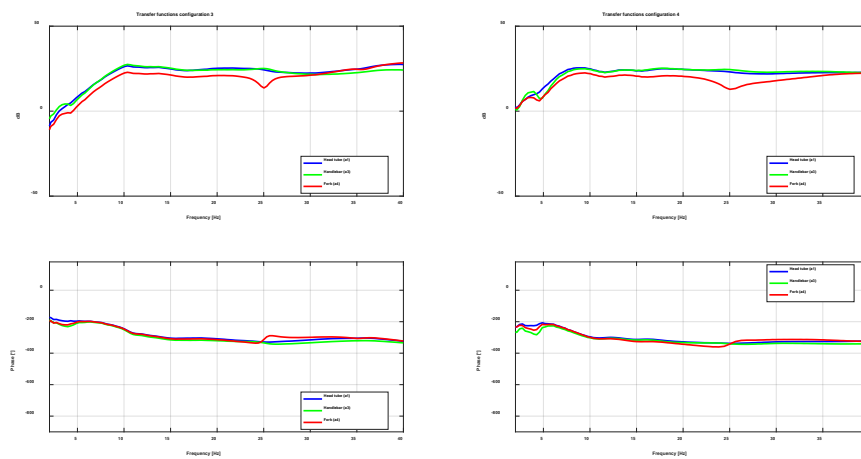 Transfer functions configuration 3
50
0
-50
dB
5
10
15
20
25
30
35
40
Frequency [Hz]
Head tube (a1)
Handlebar (a3)
Fork (a4)
Transfer functions configuration 4
50
0
-50
dB
5
10
15
20
25
30
35
Frequency [Hz]
Head tube (a1)
Handlebar (a3)
Fork (a4)
0
-200
-400
-600
-800
Phase [°]
5
10
15
20
25
30
35
40
Frequency [Hz]
Head tube (a1)
Handlebar (a3)
Fork (a4)
0
-200
-400
-600
-800
Phase [°]
5
10
15
20
25
30
35
Frequency [Hz]
Head tube (a1)
Handlebar (a3)
Fork (a4)